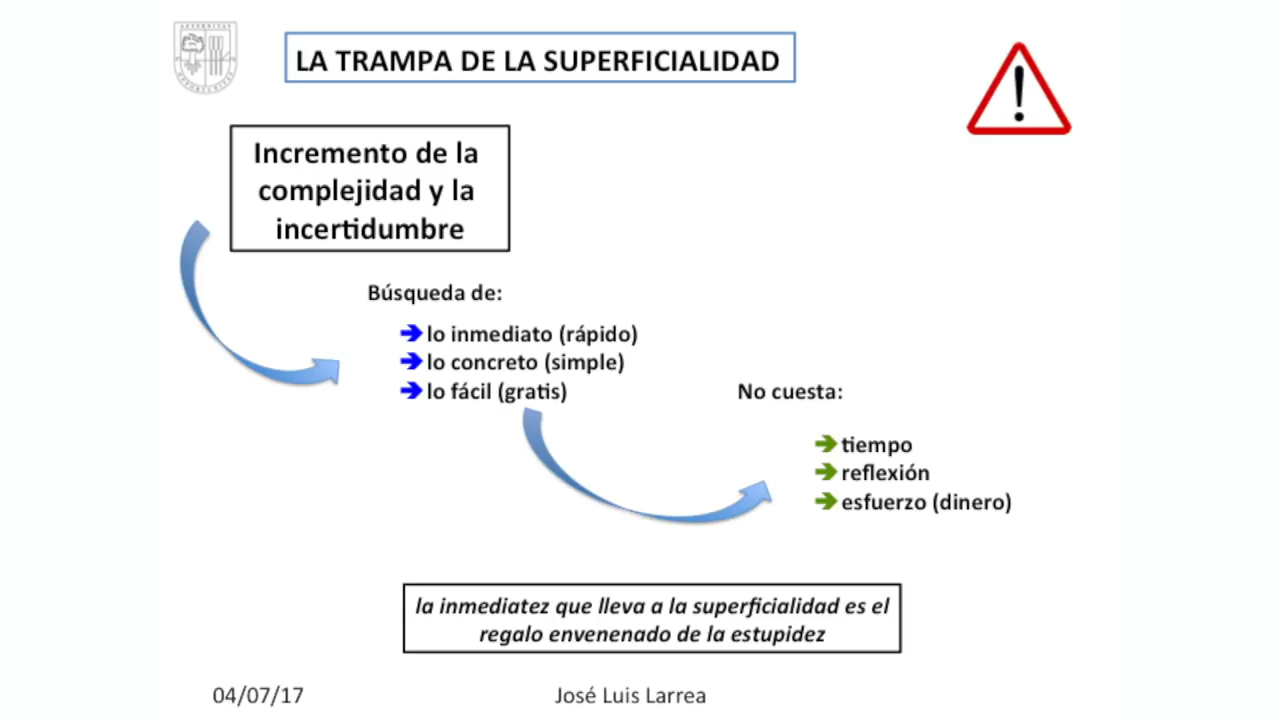 LA TRAMPA DE LA SUPERFICIALIDAD
Incremento de la
complejidad y la
incertidumbre
Búsqueda de:
lo inmediato (rápido)
lo concreto (simple)
lo fácil (gratis)
No cuesta:
tiempo
reflexión
esfuerzo (dinero)
la inmediatez que lleva a la superficialidad es el
regalo envenenado de la estupidez
04/07/17
José Luis Larrea